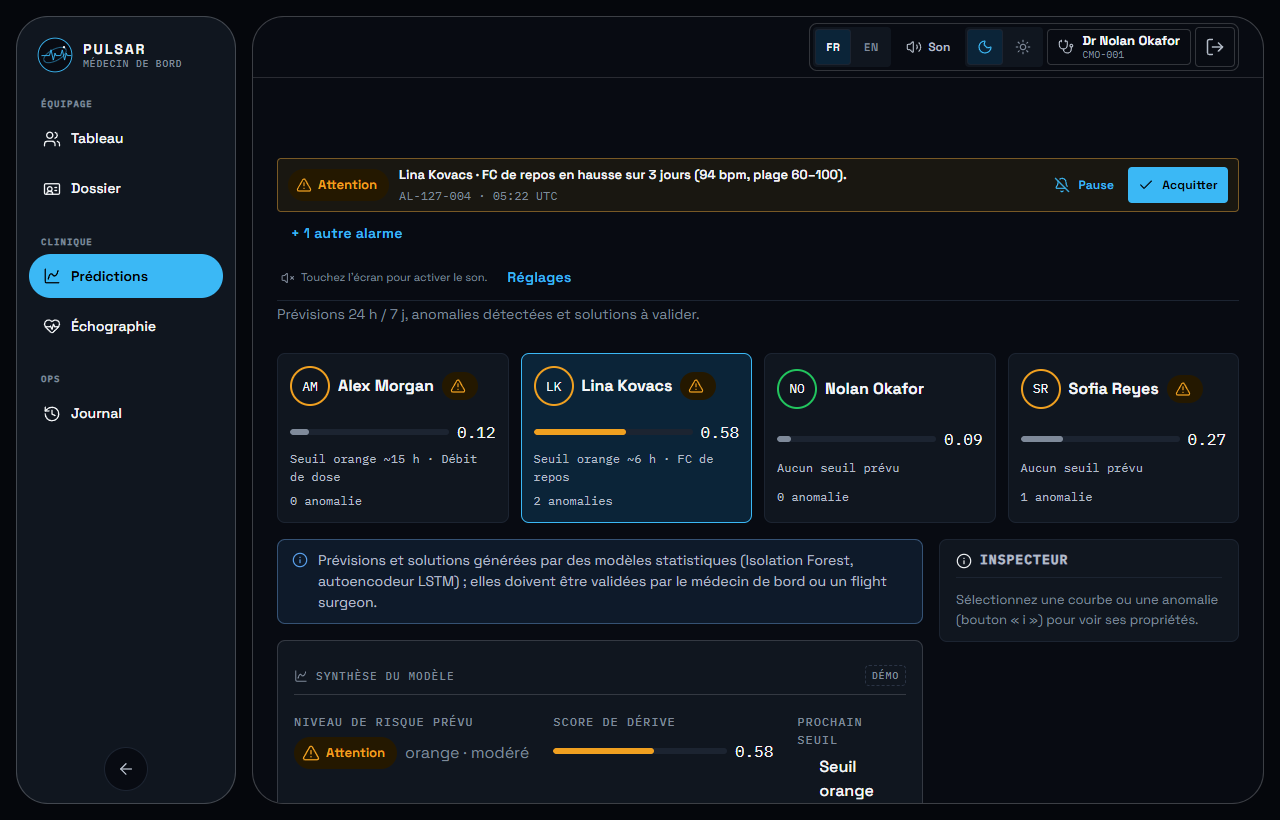 PULSAR
MÉDECIN DE BORD
ÉQUIPAGE
Tableau
Dossier
CLINIQUE
Prédictions
Échographie
OPS
Journal
FR
EN
Son
Dr Nolan Okafor
CMO-001
Attention
Lina Kovacs · FC de repos en hausse sur 3 jours (94 bpm, plage 60–100).
AL-127-004 · 05:22 UTC
Pause
Acquitter
+ 1 autre alarme
Touchez l'écran pour activer le son.
Réglages
Prévisions 24 h / 7 j, anomalies détectées et solutions à valider.
AM
Alex Morgan
0.12
Seuil orange ~15 h · Débit
de dose
0 anomalie
LK
Lina Kovacs
0.58
Seuil orange ~6 h · FC de
repos
2 anomalies
NO
Nolan Okafor
0.09
Aucun seuil prévu
0 anomalie
SR
Sofia Reyes
0.27
Aucun seuil prévu
1 anomalie
Prévisions et solutions générées par des modèles statistiques (Isolation Forest,
autoencodeur LSTM) ; elles doivent être validées par le médecin de bord ou un flight
surgeon.
INSPECTEUR
Sélectionnez une courbe ou une anomalie
(bouton « i ») pour voir ses propriétés.
SYNTHÈSE DU MODÈLE
DÉMO
NIVEAU DE RISQUE PRÉVU
Attention
orange · modéré
SCORE DE DÉRIVE
0.58
PROCHAIN
SEUIL
Seuil
orange